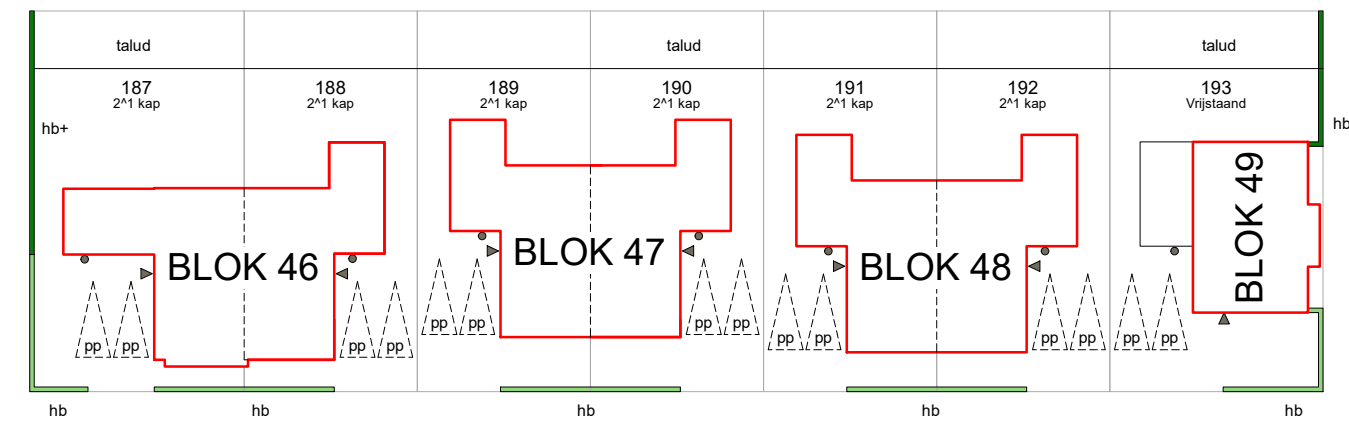 talud
talud
talud
187
2^1 kap
188
2^1 kap
189
2^1 kap
190
2^1 kap
191
2^1 kap
192
2^1 kap
193
Vrijstaand
hb+
hb
BLOK 46
BLOK 47
BLOK 48
BLOK 49
pp
pp
pp
pp
pp
pp
pp
pp
pp
pp
pp
pp
pp
pp
hb
hb
hb
hb
hb